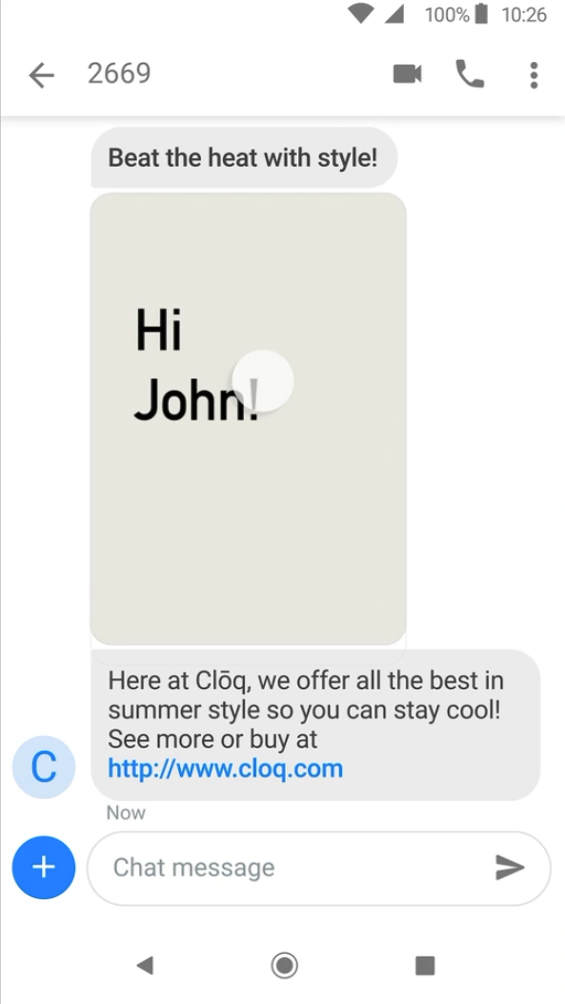 100% 10:26
2669
Beat the heat with style!
Hi
John!
Here at Clōq, we offer all the best in
summer style so you can stay cool!
See more or buy at
http://www.cloq.com
C
Now
Chat message